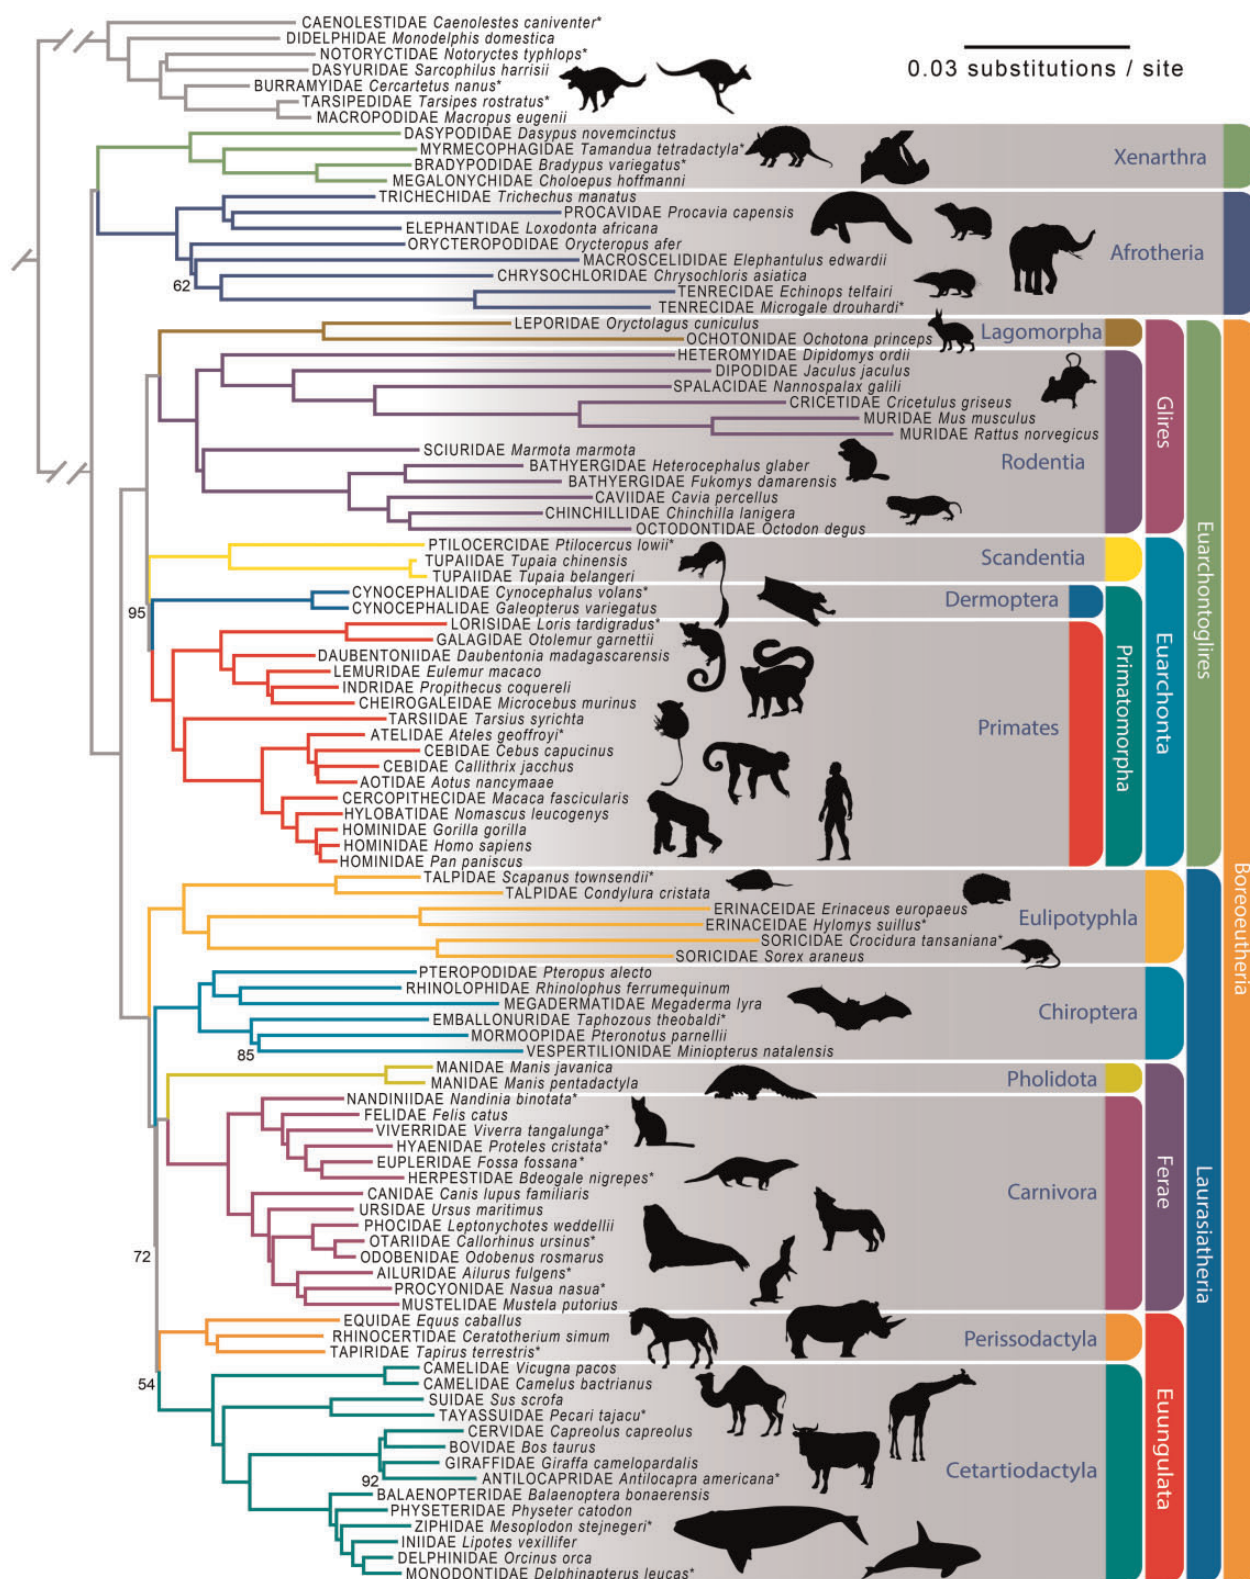 CAENOLESTIDAE Caenolestes caniventer*
DIDELPHIDAE Monodelphis domestica
NOTORYCTIDAE Notoryctes typhlops*
0.03 substitutions / site
DASYURIDAE Sarcophilus harrisii
BURRAMYIDAE Cercartetus nanus*
TARSIPEDIDAE Tarsipes rostratus*
MACROPODIDAE Macropus eugenii
DASYPODIDAE Dasypus novemcinctus
MYRMECOPHAGIDAE Tamandua tetradactyla*
Xenarthra
BRADYPODIDAE Bradypus variegatus*
MEGALONYCHIDAE Choloepus hoffmanni
TRICHECHIDAE Trichechus manatus
PROCAVIDAE Procavia capensis
ELEPHANTIDAE Loxodonta africana
ORYCTEROPODIDAE Orycteropus afer
Afrotheria
MACROSCELIDIDAE Elephantulus edwardii
CHRYSOCHLORIDAE Chrysochloris asiatica
62
TENRECIDAE Echinops telfairi
TENRECIDAE Microgale drouhardi*
LEPORIDAE Oryctolagus cuniculus
Lagomorpha
OCHOTONIDAE Ochotona princeps
HETEROMYIDAE Dipidomys ordii
DIPODIDAE Jaculus jaculus
SPALACIDAE Nannospalax galili
CRICETIDAE Cricetulus griseus
MURIDAE Mus musculus
Glires
MURIDAE Rattus norvegicus
SCIURIDAE Marmota marmota
Rodentia
BATHYERGIDAE Heterocephalus glaber
BATHYERGIDAE Fukomys damarensis
CAVIIDAE Cavia percellus
CHINCHILLIDAE Chinchilla lanigera
OCTODONTIDAE Octodon degus
PTILOCERCIDAE Ptilocercus lowii*
Scandentia
TUPAIIDAE Tupaia chinensis
TUPAIIDAE Tupaia belangeri
Euarchontoglires
CYNOCEPHALIDAE Cynocephalus volans*
Dermoptera
CYNOCEPHALIDAE Galeopterus variegatus
95
LORISIDAE Loris tardigradus*
GALAGIDAE Otolemur garnettii
DAUBENTONIIDAE Daubentonia madagascarensis
LEMURIDAE Eulemur macaco
INDRIDAE Propithecus coquereli
CHEIROGALEIDAE Microcebus murinus
Euarchonta
Primatomorpha
TARSIIDAE Tarsius syrichta
Primates
ATELIDAE Ateles geoffroyi*
CEBIDAE Cebus capucinus
CEBIDAE Callithrix jacchus
AOTIDAE Aotus nancymaae
CERCOPITHECIDAE Macaca fascicularis
HYLOBATIDAE Nomascus leucogenys
HOMINIDAE Gorilla gorilla
HOMINIDAE Homo sapiens
HOMINIDAE Pan paniscus
TALPIDAE Scapanus townsendii*
TALPIDAE Condylura cristata
Boreoeutheria
ERINACEIDAE Erinaceus europaeus
Eulipotyphla
ERINACEIDAE Hylomys suillus*
SORICIDAE Crocidura tansaniana*
SORICIDAE Sorex araneus
PTEROPODIDAE Pteropus alecto
RHINOLOPHIDAE Rhinolophus ferrumequinum
MEGADERMATIDAE Megaderma lyra
Chiroptera
EMBALLONURIDAE Taphozous theobaldi*
MORMOOPIDAE Pteronotus parnellii
85
VESPERTILIONIDAE Miniopterus natalensis
MANIDAE Manis javanica
Pholidota
MANIDAE Manis pentadactyla
NANDINIIDAE Nandinia binotata*
FELIDAE Felis catus
VIVERRIDAE Viverra tangalunga*
HYAENIDAE Proteles cristata*
EUPLERIDAE Fossa fossana*
HERPESTIDAE Bdeogale nigrepes*
Ferae
Carnivora
CANIDAE Canis lupus familiaris
URSIDAE Ursus maritimus
Laurasiatheria
PHOCIDAE Leptonychotes weddellii
OTARIIDAE Callorhinus ursinus*
72
ODOBENIDAE Odobenus rosmarus
AILURIDAE Ailurus fulgens*
PROCYONIDAE Nasua nasua*
MUSTELIDAE Mustela putorius
EQUIDAE Equus caballus
RHINOCERTIDAE Ceratotherium simum
Perissodactyla
TAPIRIDAE Tapirus terrestris*
CAMELIDAE Vicugna pacos
54
CAMELIDAE Camelus bactrianus
SUIDAE Sus scrofa
TAYASSUIDAE Pecari tajacu*
Euungulata
CERVIDAE Capreolus capreolus
BOVIDAE Bos taurus
GIRAFFIDAE Giraffa camelopardalis
Cetartiodactyla
92
ANTILOCAPRIDAE Antilocapra americana*
BALAENOPTERIDAE Balaenoptera bonaerensis
PHYSETERIDAE Physeter catodon
ZIPHIDAE Mesoplodon stejnegeri*
INIIDAE Lipotes vexillifer
DELPHINIDAE Orcinus orca
MONODONTIDAE Delphinapterus leucas*